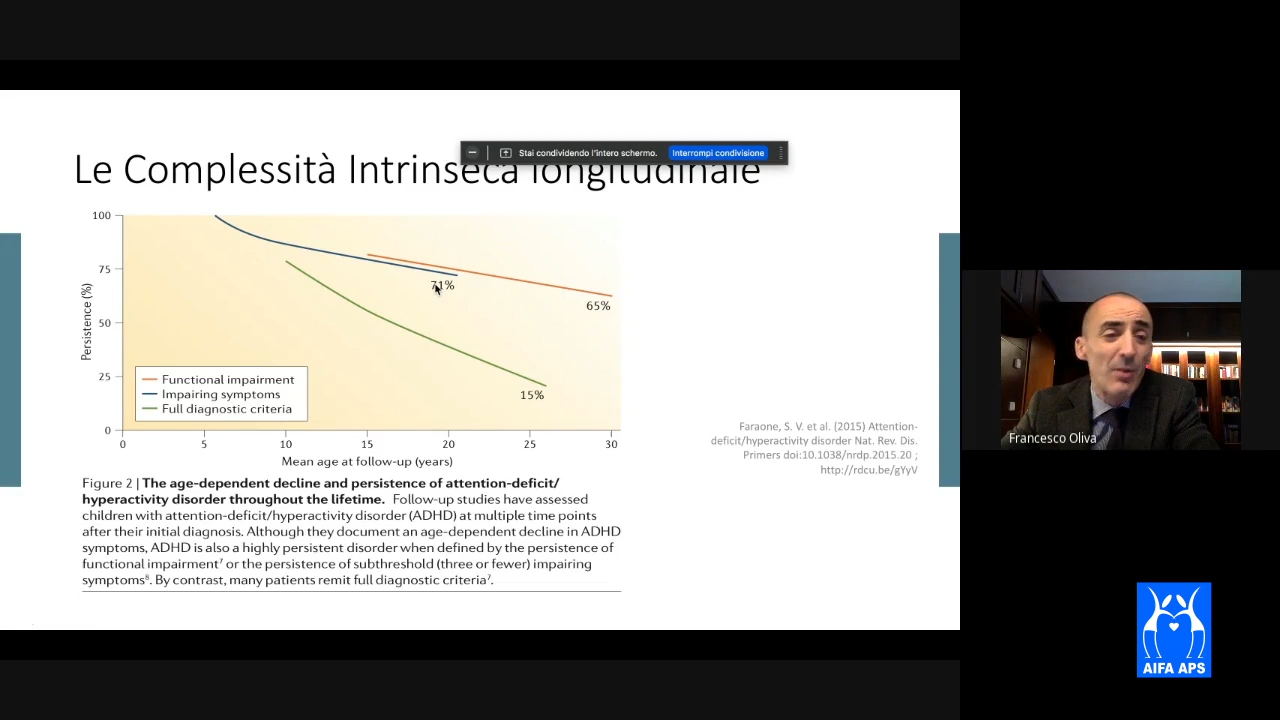 Stai condividendo l'intero schermo. Interrompi condivisione
Le Complessità Intrinseca longitudinale
100
75
50
25
0
Persistence (%)
71%
65%
15%
Functional impairment
Impairing symptoms
Full diagnostic criteria
0 5 10 15 20 25 30
Mean age at follow-up (years)
Figure 2 | The age-dependent decline and persistence of attention-deficit/
hyperactivity disorder throughout the lifetime. Follow-up studies have assessed
children with attention-deficit/hyperactivity disorder (ADHD) at multiple time points
after their initial diagnosis. Although they document an age-dependent decline in ADHD
symptoms, ADHD is also a highly persistent disorder when defined by the persistence of
functional impairment⁷ or the persistence of subthreshold (three or fewer) impairing
symptoms⁸. By contrast, many patients remit full diagnostic criteria⁷.
Faraone, S. V. et al. (2015) Attention-
deficit/hyperactivity disorder Nat. Rev. Dis.
Primers doi:10.1038/nrdp.2015.20 ;
http://rdcu.be/gYyV
Francesco Oliva
AIFA APS